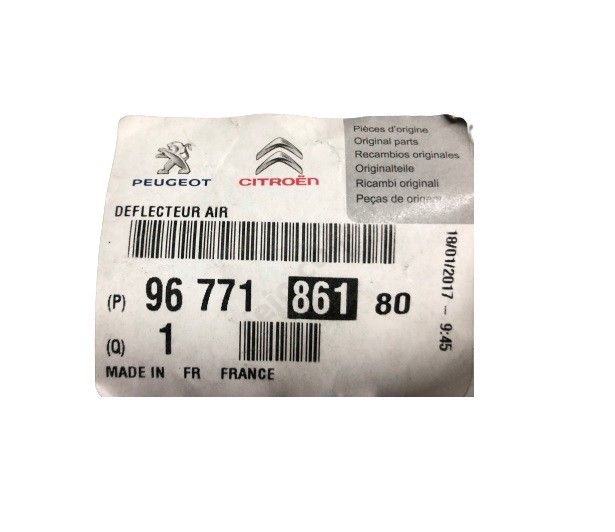 PEUGEOT
CITROËN
Pièces d'origine
Original parts
Recambios originales
Originalteile
Ricambi originali
Peças de origem
DEFLECTEUR AIR
(P) 96 771 861 80
(Q) 1
MADE IN FR FRANCE
18/01/2017 - 9:45